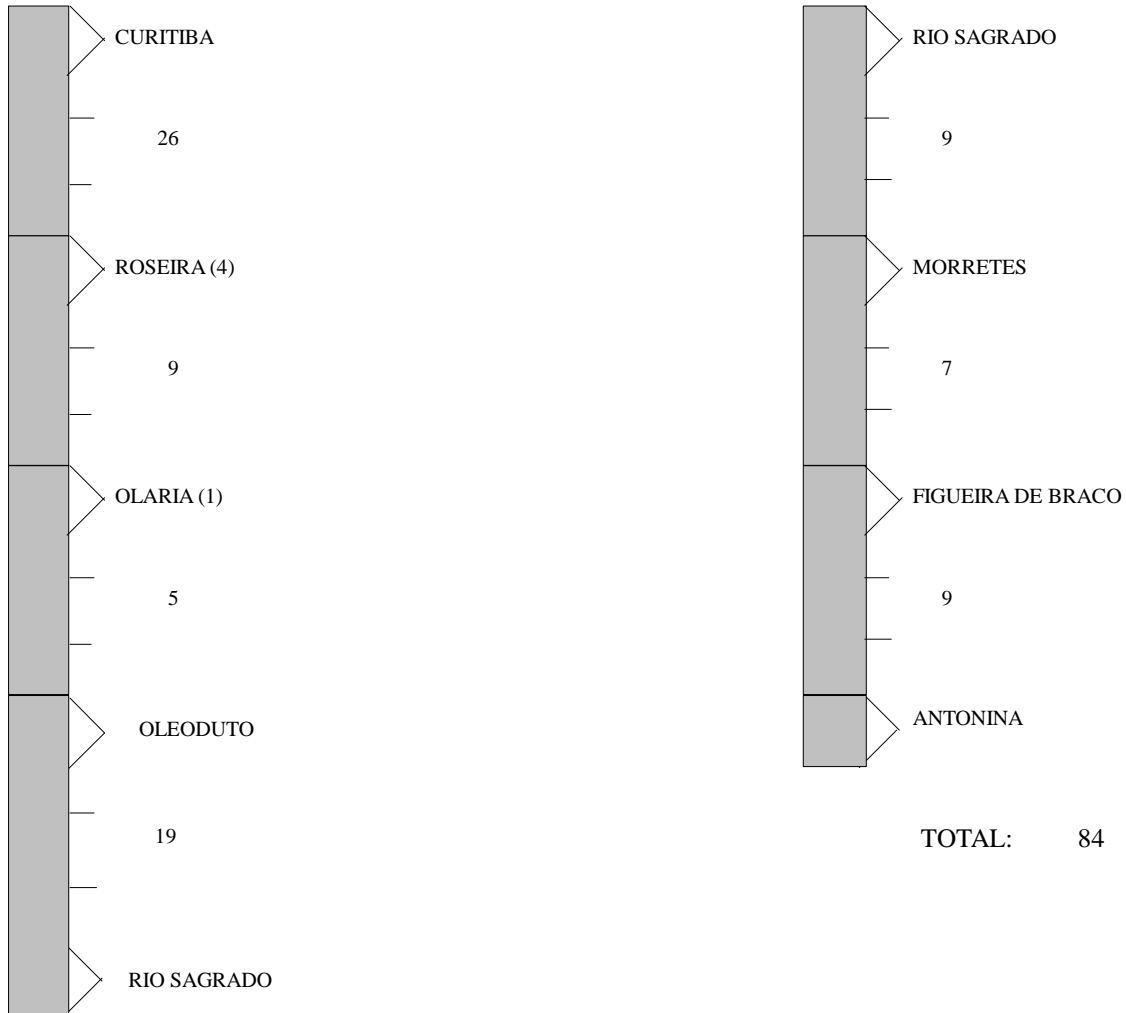 CURITIBA
26
ROSEIRA (4)
9
OLARIA (1)
5
OLEODUTO
19
RIO SAGRADO
RIO SAGRADO
9
MORRETES
7
FIGUEIRA DE BRACO
9
ANTONINA
TOTAL: 84